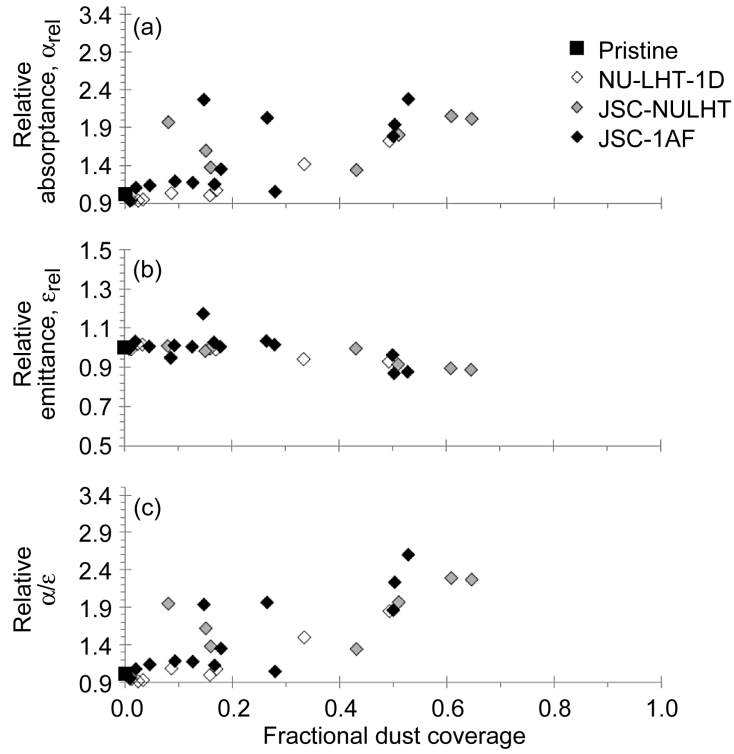 3.4
2.9
2.4
1.9
1.4
0.9
Relative
absorptance, αrel
(a)
Pristine
NU-LHT-1D
JSC-NULHT
JSC-1AF
1.5
1.3
1.1
0.9
0.7
0.5
Relative
emittance, εrel
(b)
3.4
2.9
2.4
1.9
1.4
0.9
Relative
α/ε
(c)
0.0 0.2 0.4 0.6 0.8 1.0
Fractional dust coverage